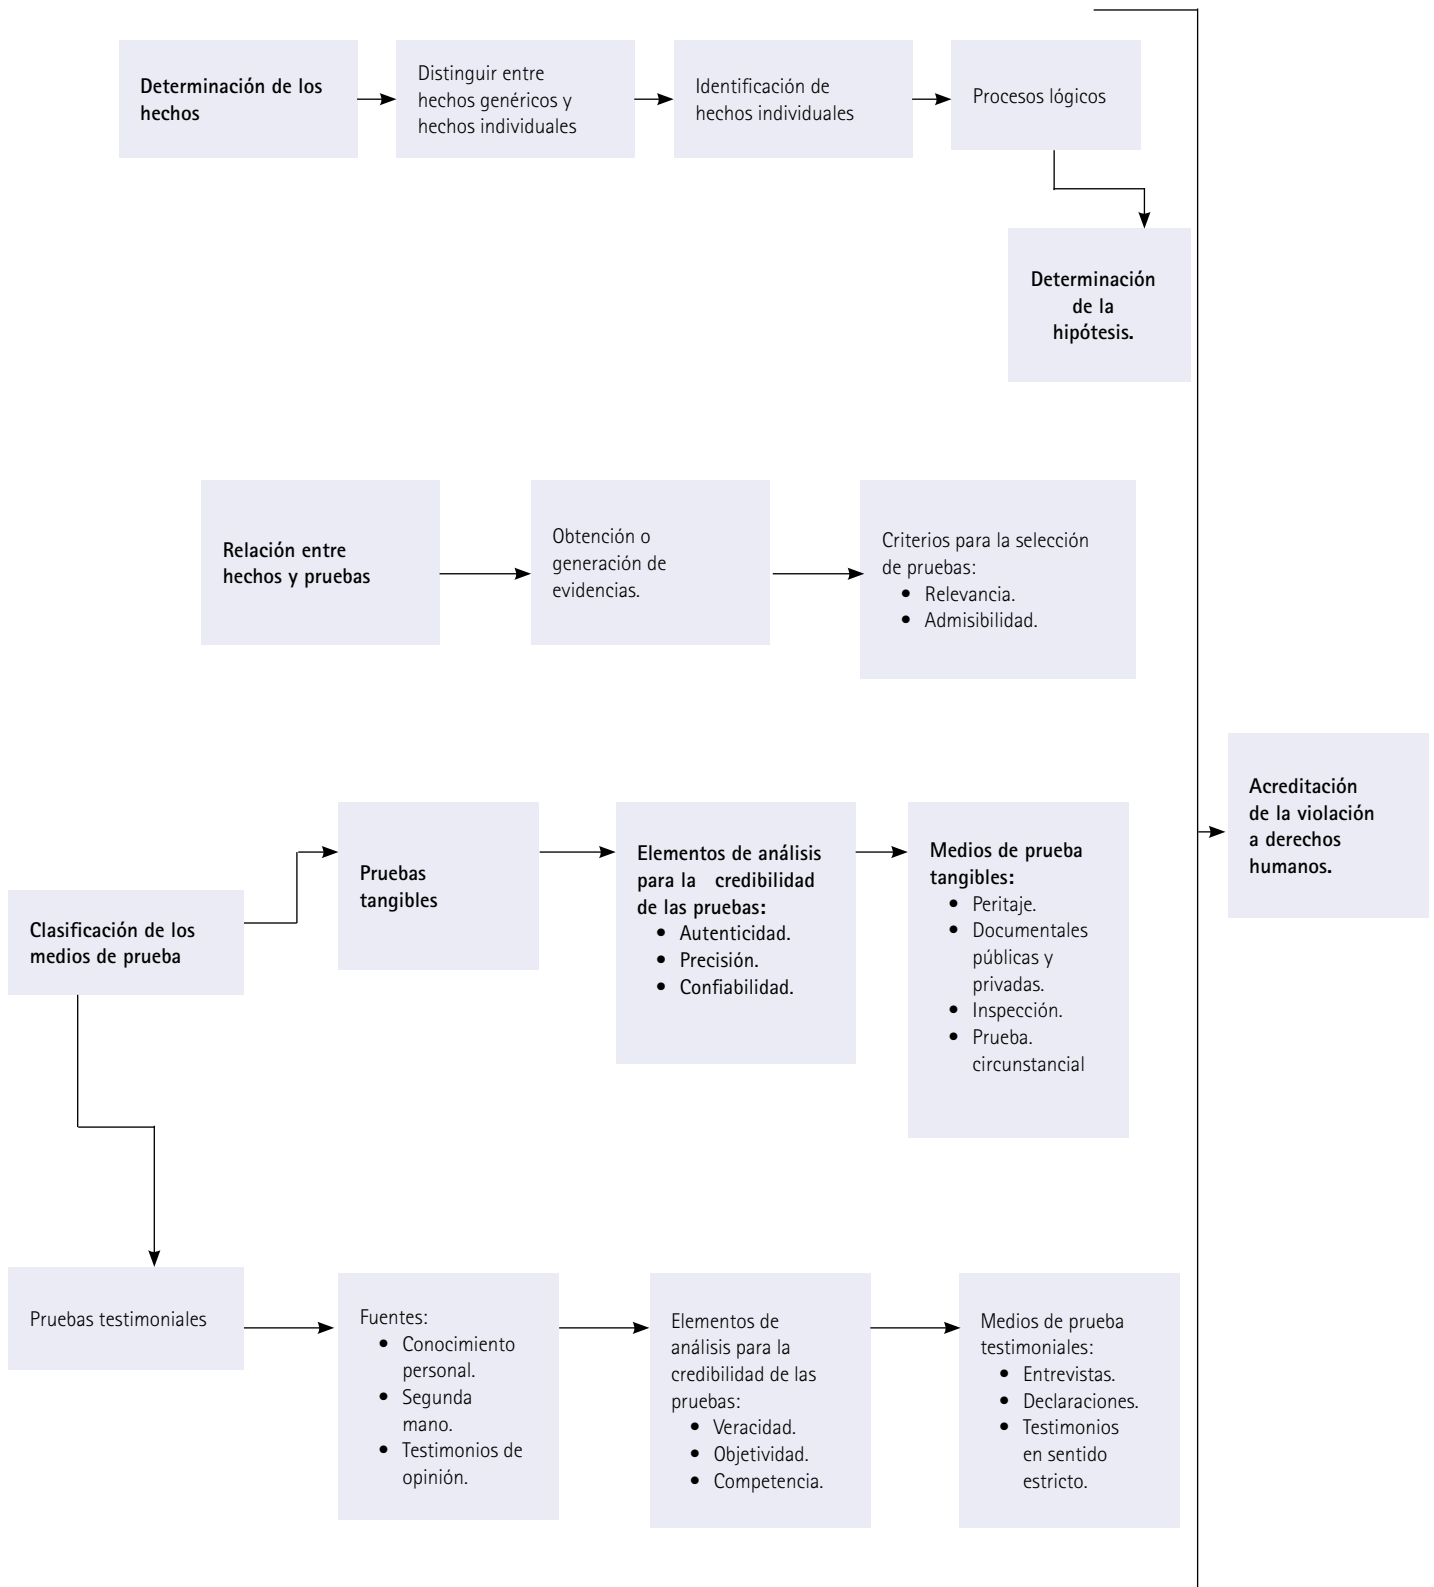 Determinación de los
hechos
Distinguir entre
hechos genéricos y
hechos individuales
Identificación de
hechos individuales
Procesos lógicos
Determinación
de la
hipótesis.
Relación entre
hechos y pruebas
Obtención o
generación de
evidencias.
Criterios para la selección
de pruebas:
• Relevancia.
• Admisibilidad.
Clasificación de los
medios de prueba
Pruebas
tangibles
Elementos de análisis
para la credibilidad
de las pruebas:
• Autenticidad.
• Precisión.
• Confiabilidad.
Medios de prueba
tangibles:
• Peritaje.
• Documentales
públicas y
privadas.
• Inspección.
• Prueba.
circunstancial
Acreditación
de la violación
a derechos
humanos.
Pruebas testimoniales
Fuentes:
• Conocimiento
personal.
• Segunda
mano.
• Testimonios de
opinión.
Elementos de
análisis para la
credibilidad de las
pruebas:
• Veracidad.
• Objetividad.
• Competencia.
Medios de prueba
testimoniales:
• Entrevistas.
• Declaraciones.
• Testimonios
en sentido
estricto.